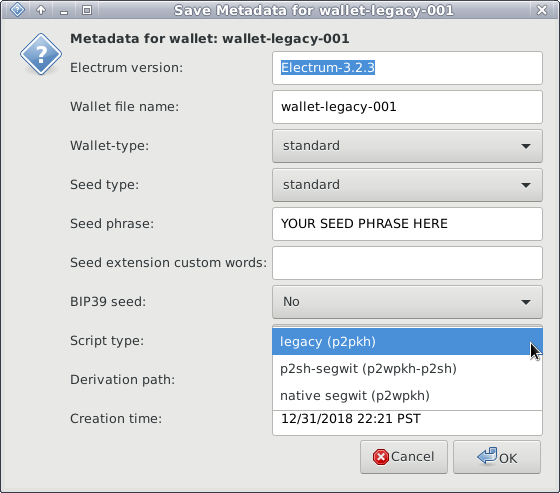 Save Metadata for wallet-legacy-001
Metadata for wallet: wallet-legacy-001
Electrum version: Electrum-3.2.3
Wallet file name: wallet-legacy-001
Wallet-type: standard
Seed type: standard
Seed phrase: YOUR SEED PHRASE HERE
Seed extension custom words:
BIP39 seed: No
Script type: legacy (p2pkh)
p2sh-segwit (p2wpkh-p2sh)
Derivation path: native segwit (p2wpkh)
Creation time: 12/31/2018 22:21 PST
Cancel OK